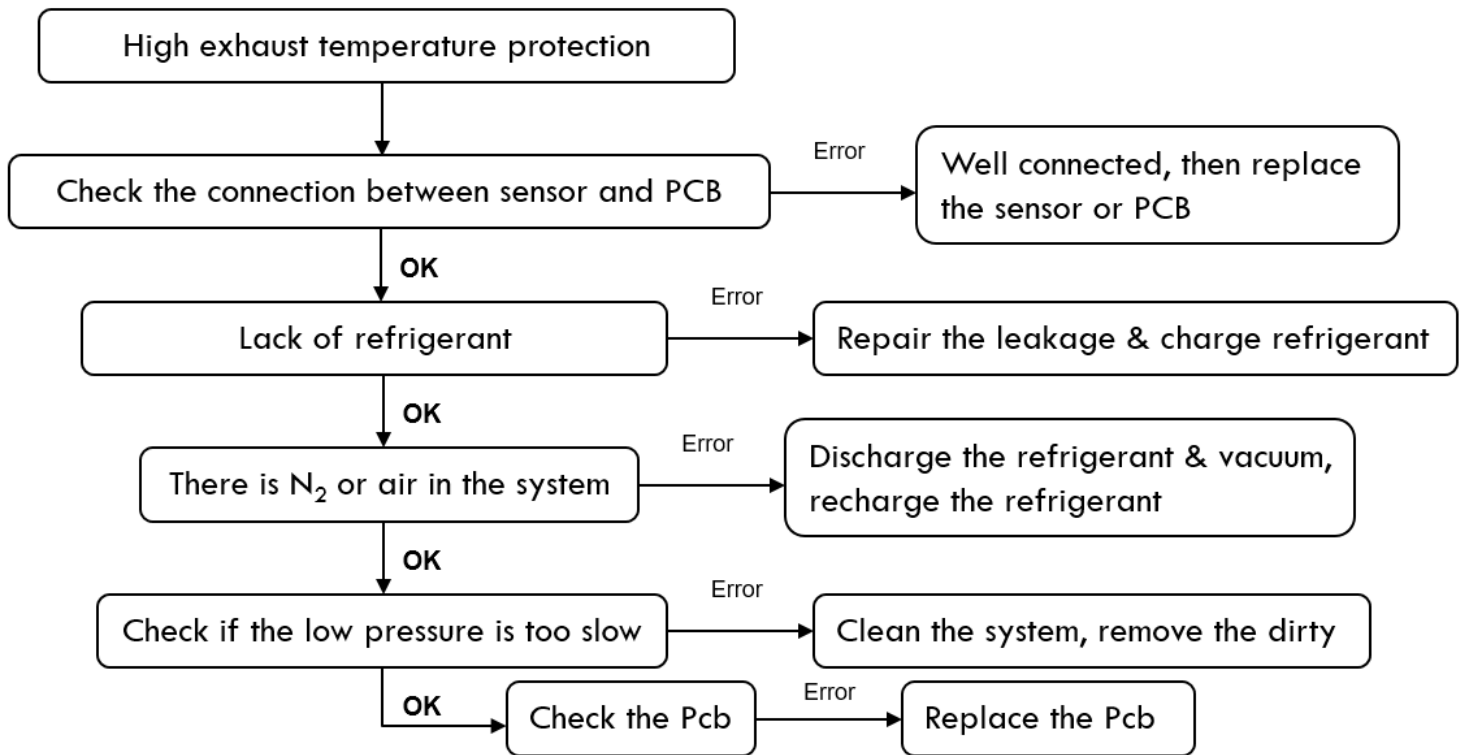 High exhaust temperature protection
Check the connection between sensor and PCB
Error
Well connected, then replace
the sensor or PCB
OK
Lack of refrigerant
Error
Repair the leakage & charge refrigerant
OK
There is N₂ or air in the system
Error
Discharge the refrigerant & vacuum,
recharge the refrigerant
OK
Check if the low pressure is too slow
Error
Clean the system, remove the dirty
OK
Check the Pcb
Error
Replace the Pcb